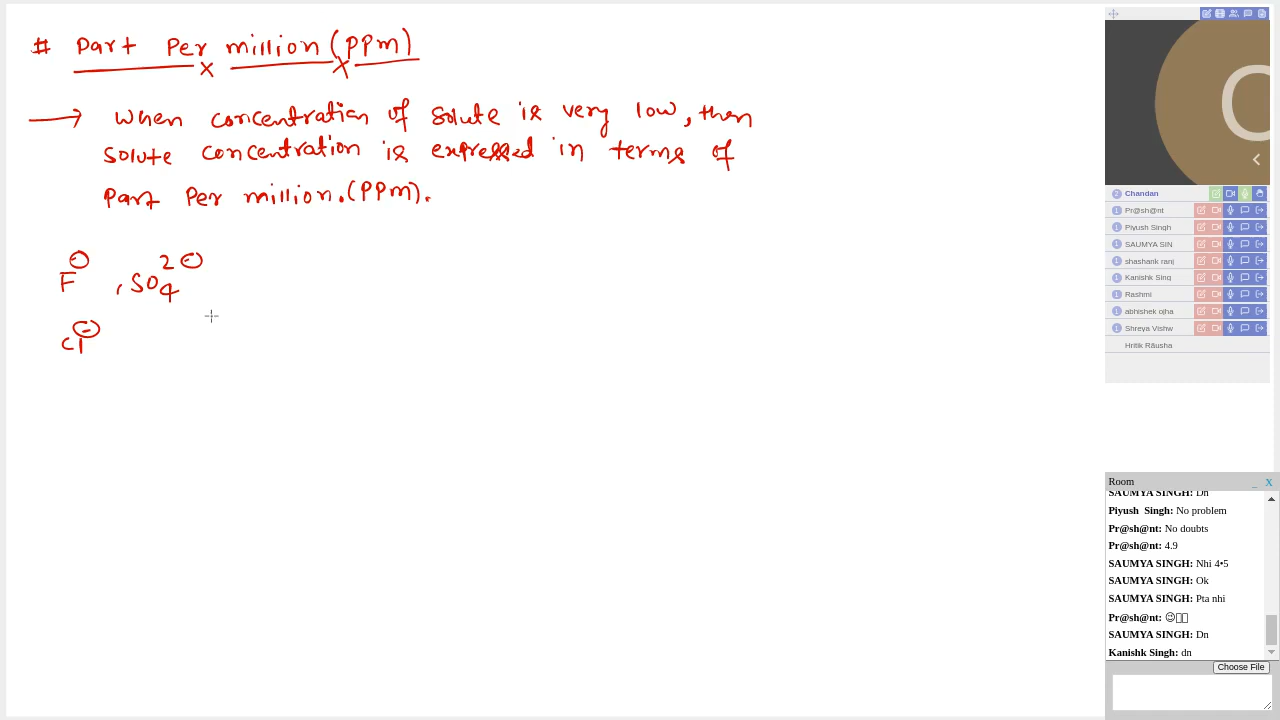 # Part Per million (PPm)
→ When concentration of solute is very low, then
solute concentration is expressed in terms of
Part Per million. (PPm).
F⊖ , SO4 2⊖
Cl⊖
C
Chandan
Pr@sh@nt
Piyush Singh
SAUMYA SIN
shashank ranj
Kanishk Sing
Rashmi
abhishek ojha
Shreya Vishw
Hritik Räusha
Room _ X
SAUMYA SINGH: Dn
Piyush Singh: No problem
Pr@sh@nt: No doubts
Pr@sh@nt: 4.9
SAUMYA SINGH: Nhi 4•5
SAUMYA SINGH: Ok
SAUMYA SINGH: Pta nhi
Pr@sh@nt: ☺▯▯
SAUMYA SINGH: Dn
Kanishk Singh: dn
Choose File